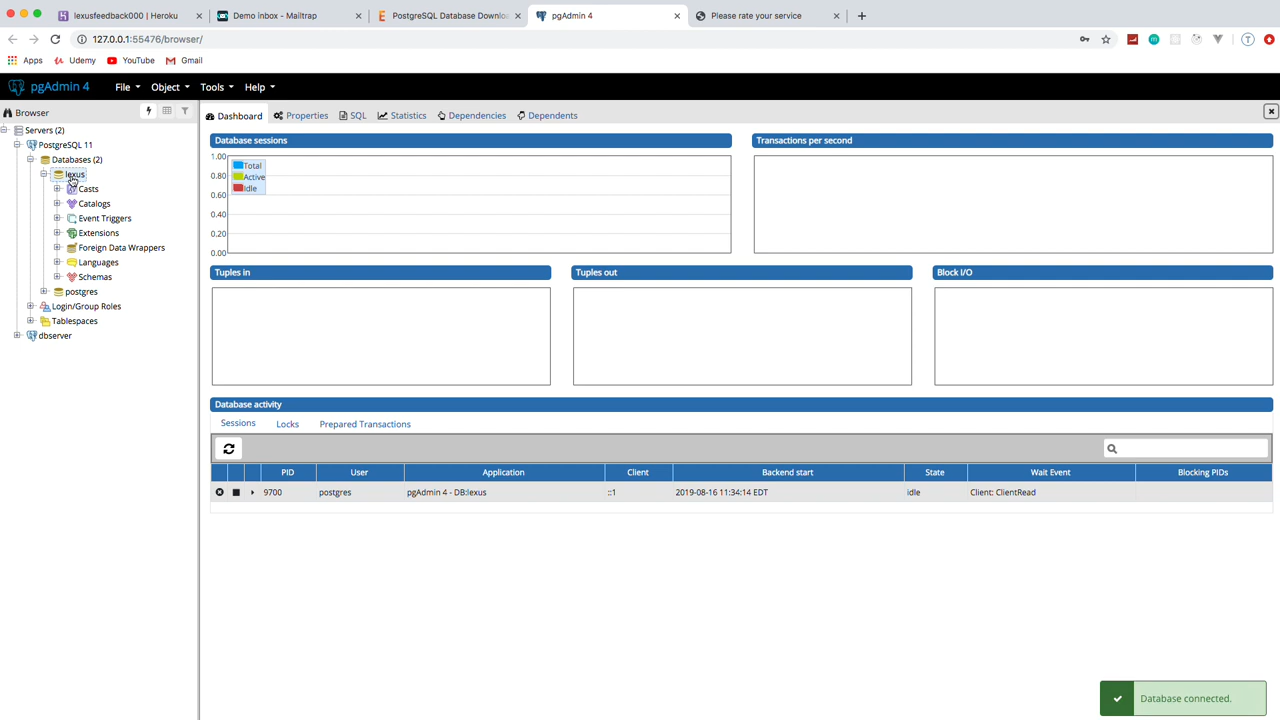 lexusfeedback000 | Heroku
Demo inbox - Mailtrap
PostgreSQL Database Downloa
pgAdmin 4
Please rate your service
127.0.0.1:55476/browser/
Apps Udemy YouTube Gmail
pgAdmin 4 File Object Tools Help
Browser
Dashboard Properties SQL Statistics Dependencies Dependents
Servers (2)
PostgreSQL 11
Databases (2)
lexus
Casts
Catalogs
Event Triggers
Extensions
Foreign Data Wrappers
Languages
Schemas
postgres
Login/Group Roles
Tablespaces
dbserver
Database sessions
1.00
0.80
0.60
0.40
0.20
0.00
Total
Active
Idle
Transactions per second
Tuples in
Tuples out
Block I/O
Database activity
Sessions Locks Prepared Transactions
PID User Application Client Backend start State Wait Event Blocking PIDs
9700 postgres pgAdmin 4 - DB:lexus ::1 2019-08-16 11:34:14 EDT idle Client: ClientRead
Database connected.